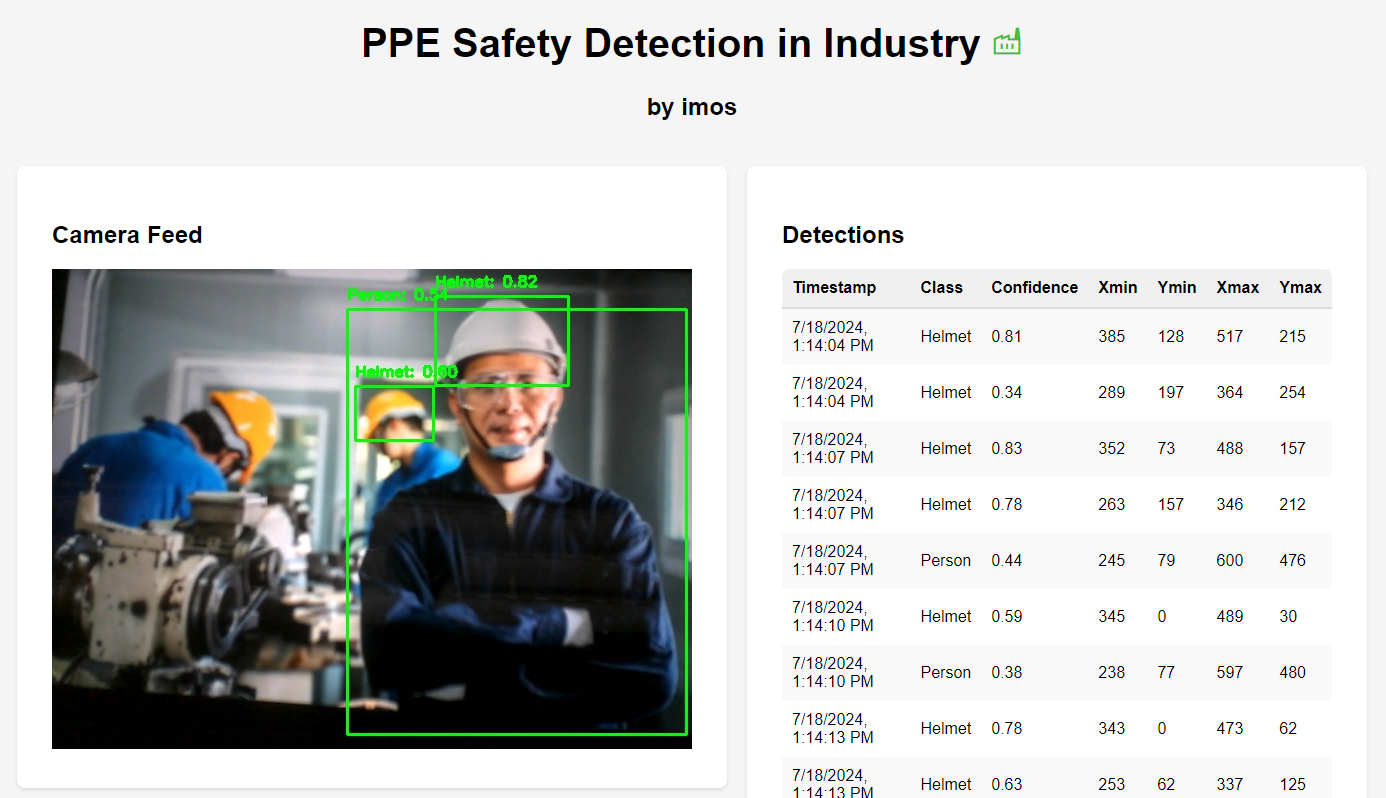 PPE Safety Detection in Industry
by imos
Camera Feed
Helmet: 0.82
Person: 0.54
Helmet: 0.60
Detections
Timestamp Class Confidence Xmin Ymin Xmax Ymax
7/18/2024,
1:14:04 PM Helmet 0.81 385 128 517 215
7/18/2024,
1:14:04 PM Helmet 0.34 289 197 364 254
7/18/2024,
1:14:07 PM Helmet 0.83 352 73 488 157
7/18/2024,
1:14:07 PM Helmet 0.78 263 157 346 212
7/18/2024,
1:14:07 PM Person 0.44 245 79 600 476
7/18/2024,
1:14:10 PM Helmet 0.59 345 0 489 30
7/18/2024,
1:14:10 PM Person 0.38 238 77 597 480
7/18/2024,
1:14:13 PM Helmet 0.78 343 0 473 62
7/18/2024,
1:14:13 PM Helmet 0.63 253 62 337 125